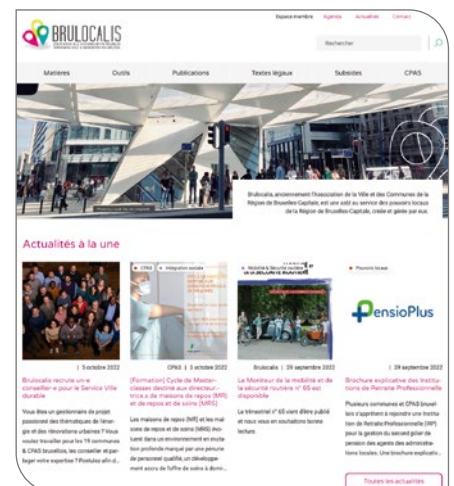 Espace membre Agenda Actualités Contact
BRULOCALIS
Rechercher
Matières Outils Publications Textes légaux Subsides CPAS
Brulocalis, anciennement l'Association de la Ville et des Communes de la
Région de Bruxelles-Capitale, est une asbl au service des pouvoirs locaux
de la Région de Bruxelles-Capitale, créée et gérée par eux.
Actualités à la une
| 5 octobre 2022
Brulocalis recrute un·e
conseiller·e pour le Service Ville
durable
Vous êtes un gestionnaire de projet
passionné des thématiques de l'éner-
gie et des rénovations urbaines ? Vous
voulez travailler pour les 19 communes
& CPAS bruxellois, les conseiller et par-
tager votre expertise ? Postulez afin d...
CPAS Intégration sociale
CPAS | 3 octobre 2022
[Formation] Cycle de Master-
classes destiné aux directeur.-
trice.s de maisons de repos (MR)
et de repos et de soins (MRS)
Les maisons de repos (MR) et les mai-
sons de repos et de soins (MRS) évo-
luent dans un environnement en muta-
tion profonde marqué par une pénurie
de personnel qualifié, un développe-
ment accru de l'offre de soins à domi...
Mobilité & Sécurité routière
Brulocalis | 29 septembre 2022
Le Moniteur de la mobilité et de
la sécurité routière n° 65 est
disponible
Le trimestriel n° 65 vient d'être publié
et nous vous en souhaitons bonne
lecture.
Pouvoirs locaux
PensioPlus
| 29 septembre 2022
Brochure explicative des Institu-
tions de Retraite Professionnelle
Plusieurs communes et CPAS bruxel-
lois s'apprêtent à rejoindre une Institu-
tion de Retraite Professionnelle (IRP)
pour la gestion du second pilier de
pension des agents des administra-
tions locales. Une brochure explicativ...
Toutes les actualités